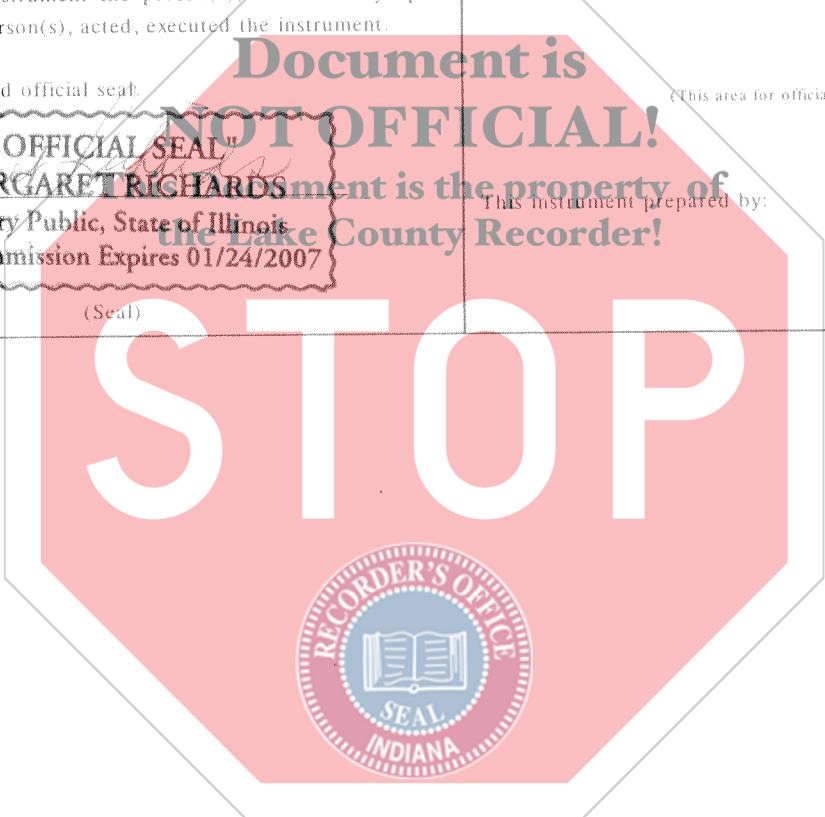 rson(s), acted, executed the instrument.
Document is
d official seal.
(This area for officia
NOT OFFICIAL!
OFFICIAL SEAL"
RGARET RICHARDS
This Document is the property of
This instrument prepared by:
ry Public, State of Illinois
the Lake County Recorder!
mmission Expires 01/24/2007
(Seal)
STOP
RECORDER'S OFFICE
SEAL
INDIANA